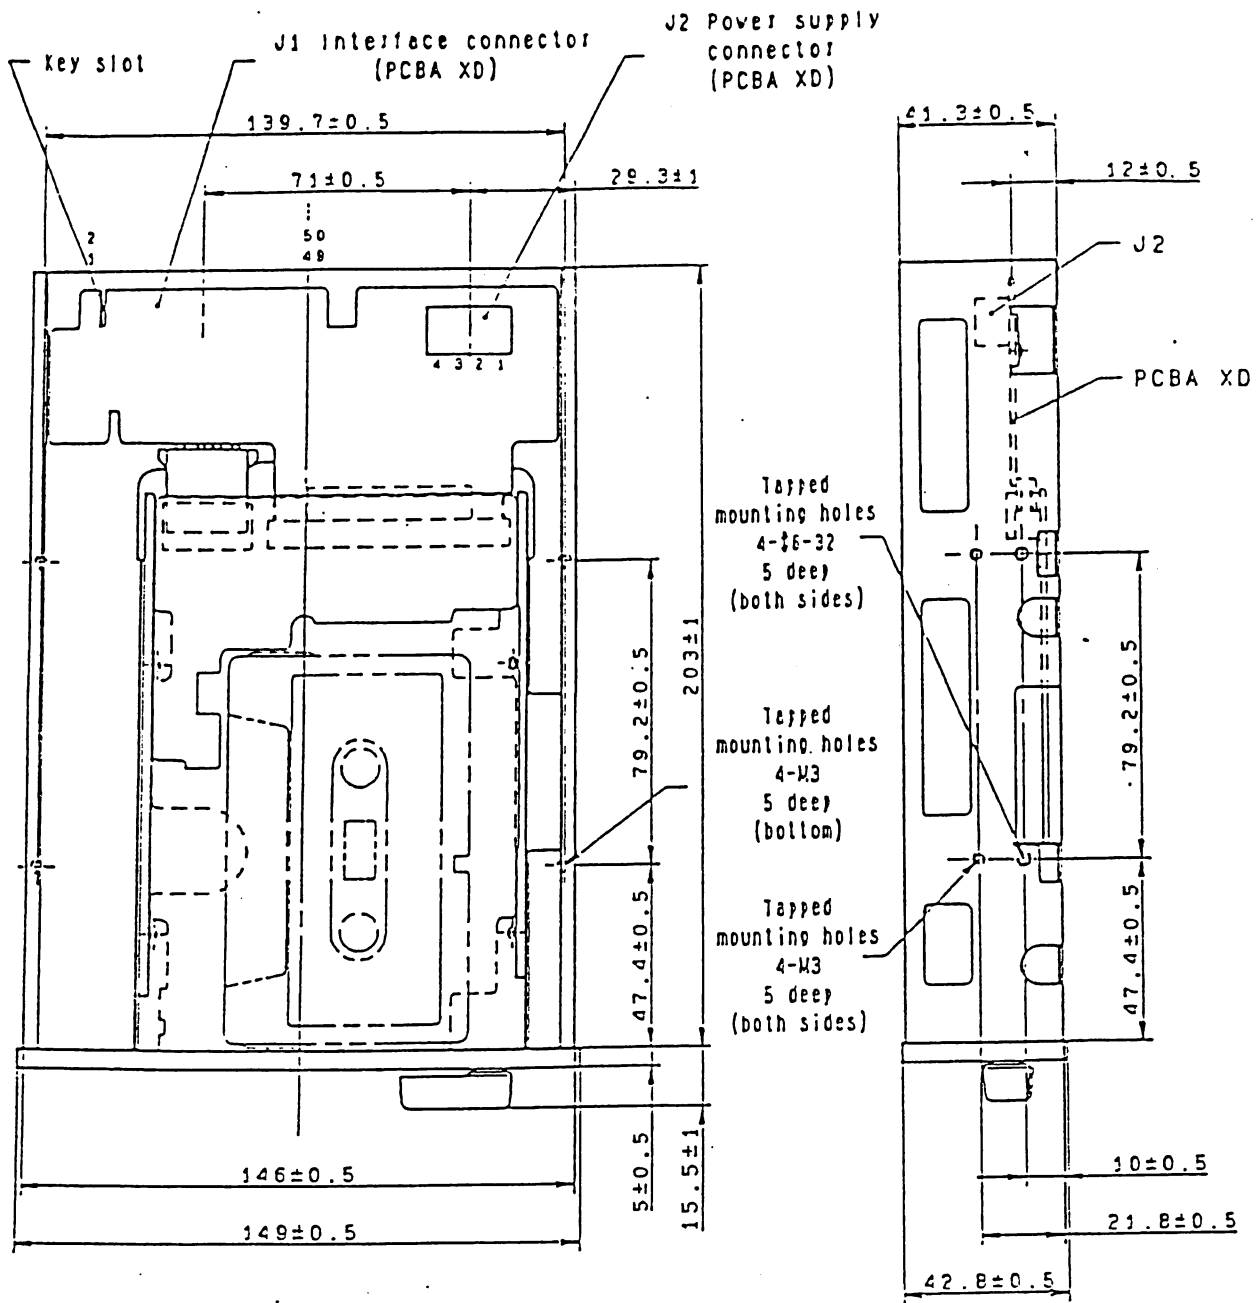 Key slot
J1 Interface connector
(PCBA XD)
J2 Power supply
connector
(PCBA XD)
139.7±0.5
71±0.5
29.3±1
2
1
50
49
4 3 2 1
203±1
79.2±0.5
47.4±0.5
5±0.5
15.5±1
146±0.5
149±0.5
41.3±0.5
12±0.5
J2
PCBA XD
Tapped
mounting holes
4-#6-32
5 deep
(both sides)
Tapped
mounting holes
4-M3
5 deep
(bottom)
Tapped
mounting holes
4-M3
5 deep
(both sides)
79.2±0.5
47.4±0.5
10±0.5
21.8±0.5
42.8±0.5